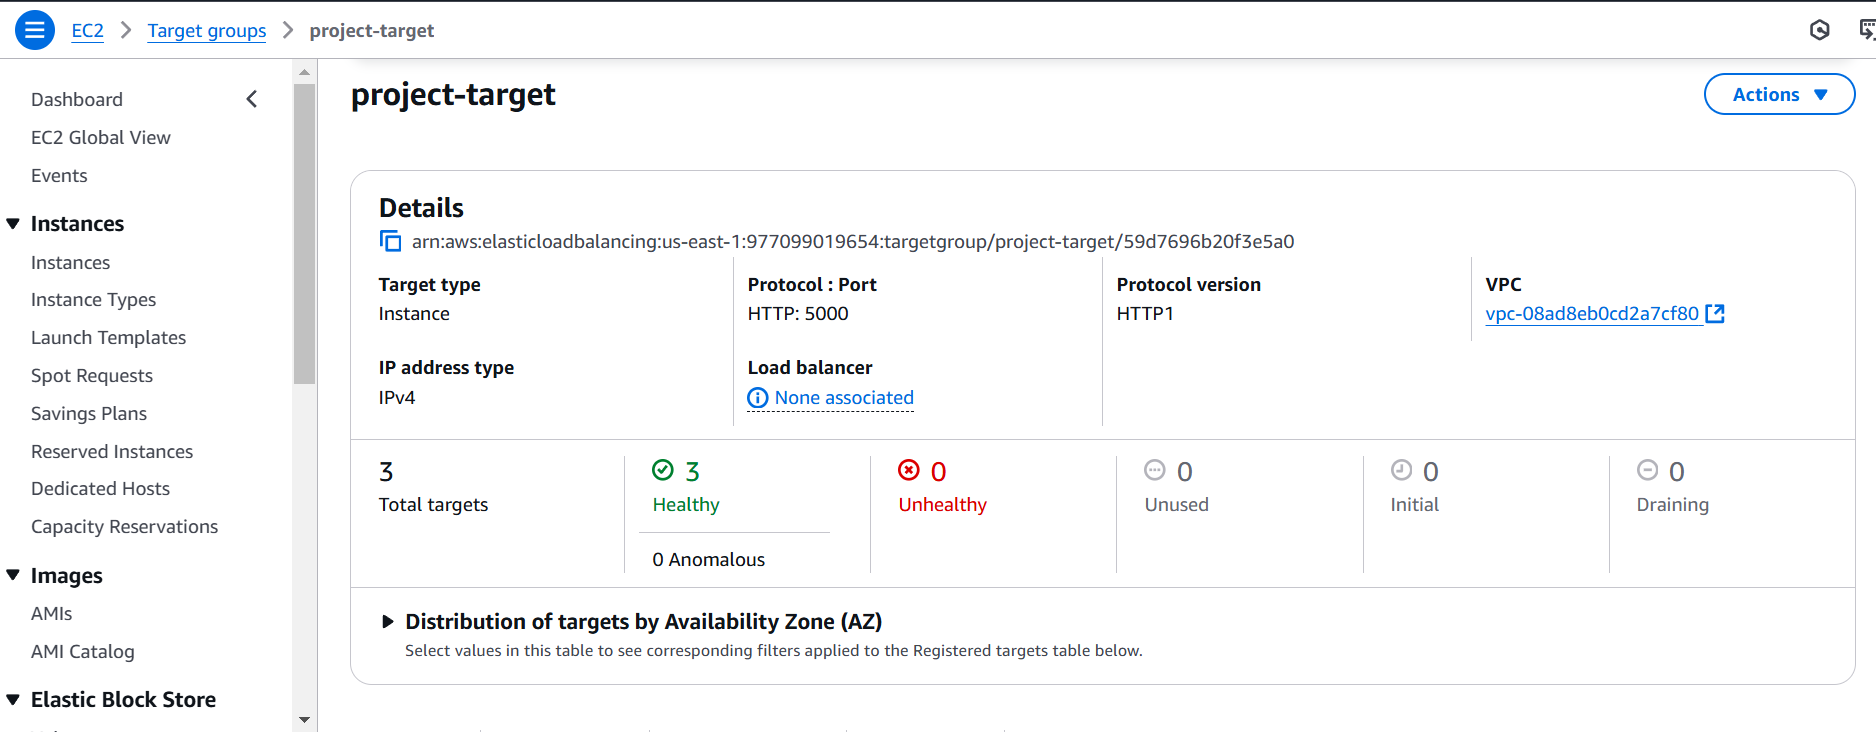 EC2 > Target groups > project-target
Dashboard
EC2 Global View
Events
Instances
Instances
Instance Types
Launch Templates
Spot Requests
Savings Plans
Reserved Instances
Dedicated Hosts
Capacity Reservations
Images
AMIs
AMI Catalog
Elastic Block Store
project-target
Actions
Details
arn:aws:elasticloadbalancing:us-east-1:977099019654:targetgroup/project-target/59d7696b20f3e5a0
Target type
Instance
Protocol : Port
HTTP: 5000
Protocol version
HTTP1
VPC
vpc-08ad8eb0cd2a7cf80
IP address type
IPv4
Load balancer
None associated
3
Total targets
3
Healthy
0 Anomalous
0
Unhealthy
0
Unused
0
Initial
0
Draining
Distribution of targets by Availability Zone (AZ)
Select values in this table to see corresponding filters applied to the Registered targets table below.